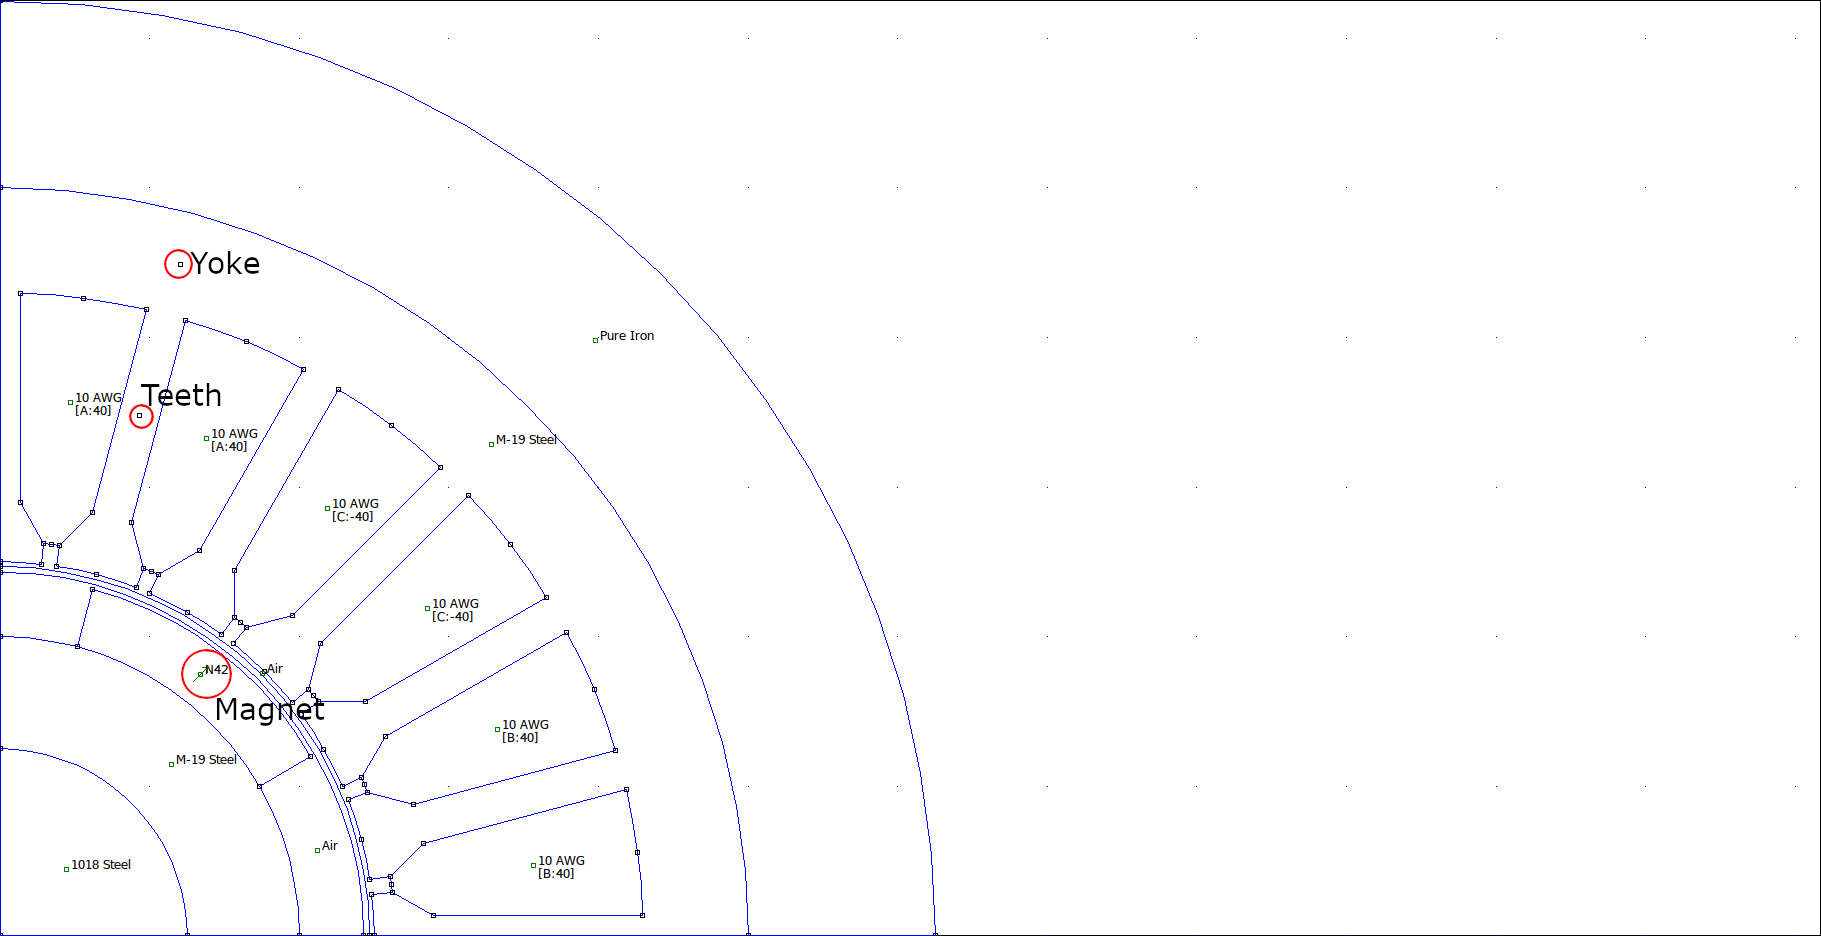 Yoke
Pure Iron
Teeth
10 AWG
[A:40]
10 AWG
[A:40]
M-19 Steel
10 AWG
[C:-40]
10 AWG
[C:-40]
N42
Air
Magnet
10 AWG
[B:40]
M-19 Steel
Air
1018 Steel
10 AWG
[B:40]